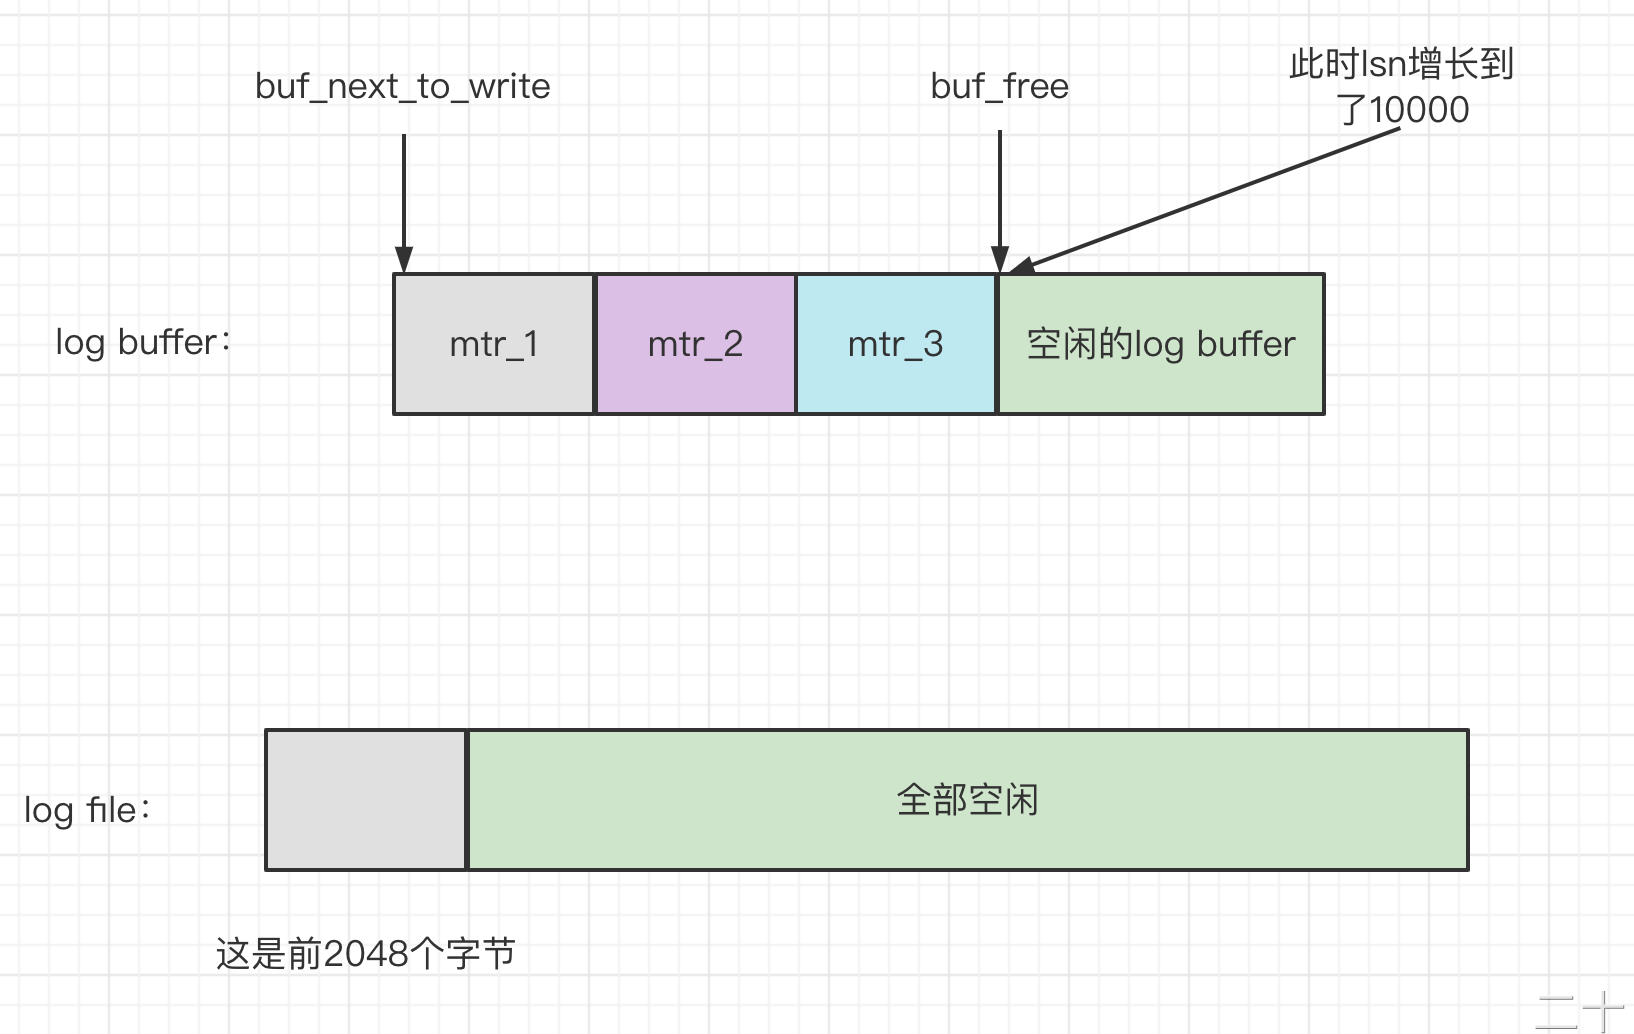 buf_next_to_write
buf_free
此时lsn增长到
了10000
log buffer：
mtr_1
mtr_2
mtr_3
空闲的log buffer
log file：
全部空闲
这是前2048个字节
二十